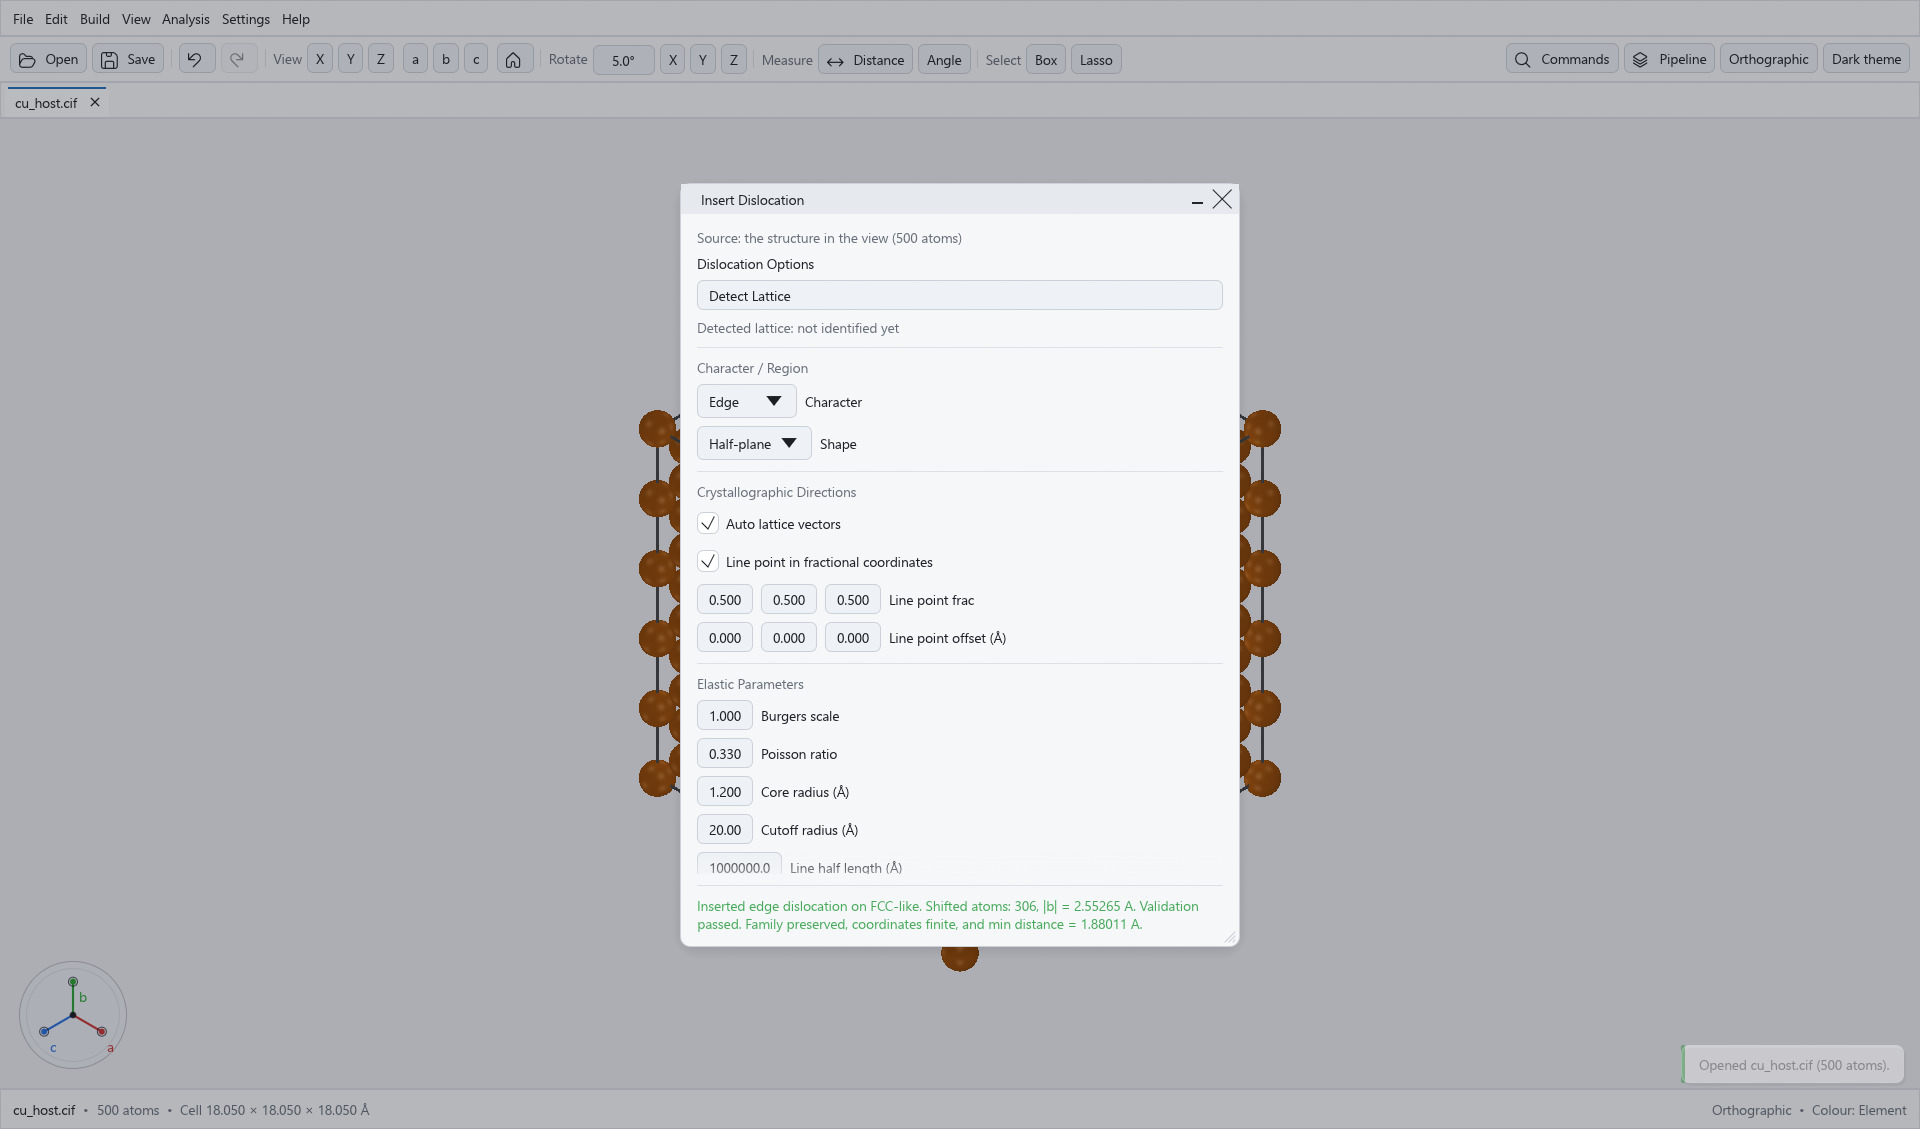 File Edit Build View Analysis Settings Help
Open Save View X Y Z a b c Rotate 5.0° X Y Z Measure Distance Angle Select Box Lasso Commands Pipeline Orthographic Dark theme
cu_host.cif
Insert Dislocation
Source: the structure in the view (500 atoms)
Dislocation Options
Detect Lattice
Detected lattice: not identified yet
Character / Region
Edge Character
Half-plane Shape
Crystallographic Directions
Auto lattice vectors
Line point in fractional coordinates
0.500 0.500 0.500 Line point frac
0.000 0.000 0.000 Line point offset (Å)
Elastic Parameters
1.000 Burgers scale
0.330 Poisson ratio
1.200 Core radius (Å)
20.00 Cutoff radius (Å)
1000000.0 Line half length (Å)
Inserted edge dislocation on FCC-like. Shifted atoms: 306, |b| = 2.55265 A. Validation
passed. Family preserved, coordinates finite, and min distance = 1.88011 A.
b
c a
Opened cu_host.cif (500 atoms).
cu_host.cif • 500 atoms • Cell 18.050 × 18.050 × 18.050 Å Orthographic • Colour: Element